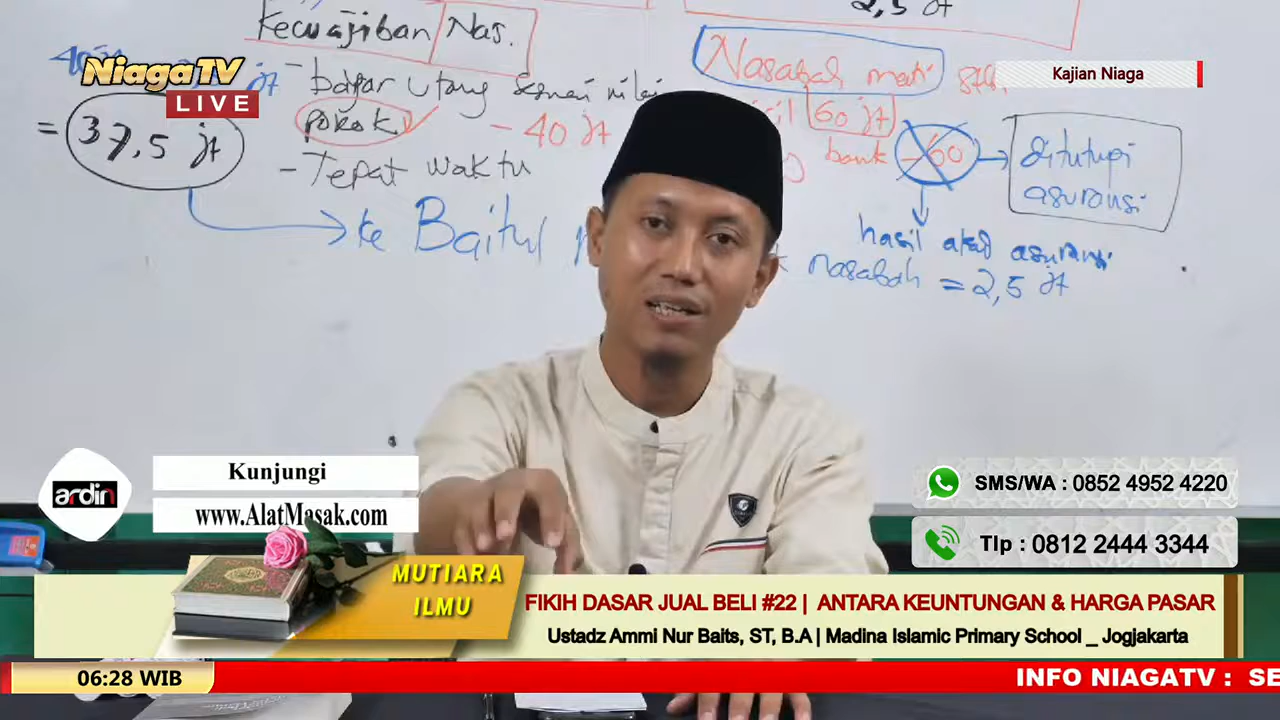 2,5 jt
Kewajiban Nas.
- bayar utang sesuai nilai
pokok
- 40 jt
- Tepat waktu
= 37,5 jt
ke Baitul
Nasabah mati
60 jt
bank - 60
ditutupi
asuransi
hasil akad asuransi
nasabah = 2,5 jt
NiagaTV
LIVE
Kajian Niaga
ardin
Kunjungi
www.AlatMasak.com
SMS/WA : 0852 4952 4220
Tlp : 0812 2444 3344
MUTIARA
ILMU
FIKIH DASAR JUAL BELI #22 | ANTARA KEUNTUNGAN & HARGA PASAR
Ustadz Ammi Nur Baits, ST, B.A | Madina Islamic Primary School _ Jogjakarta
06:28 WIB
INFO NIAGATV : SE